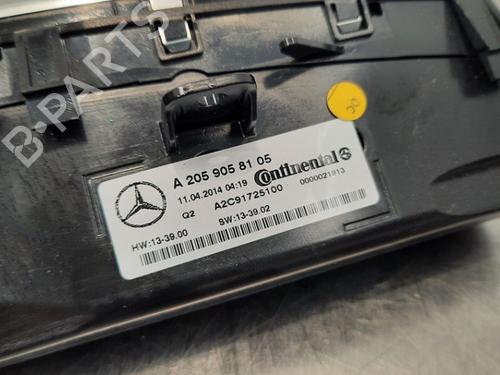 B-PARTS
A 205 905 81 05
11.04.2014 04:19 Continental
Q2 A2C91725100 0000021913
HW:13-39.00 SW:13-39.02